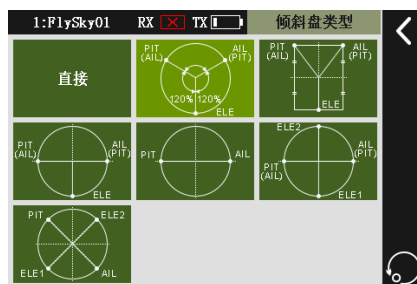 1:FlySky01 RX TX 倾斜盘类型
直接
PIT
(AIL)
AIL
(PIT)
120% 120%
ELE
PIT
(AIL)
AIL
(PIT)
ELE
PIT
(AIL)
AIL
(PIT)
ELE
PIT
AIL
ELE2
PIT
(AIL)
AIL
(PIT)
ELE1
PIT
ELE2
ELE1
AIL